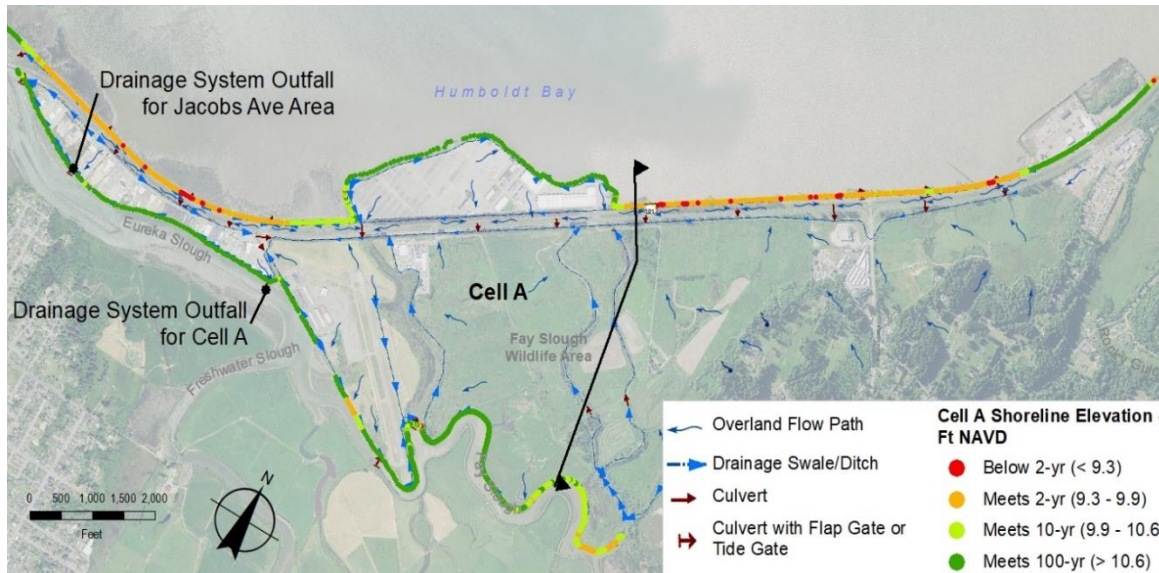 Drainage System Outfall
for Jacobs Ave Area
Humboldt Bay
101
Eureka Slough
Cell A
Drainage System Outfall
for Cell A
Fay Slough
Wildlife Area
Freshwater Slough
Fay Slough
N
0 500 1,000 1,500 2,000
Feet
Overland Flow Path
Drainage Swale/Ditch
Culvert
Culvert with Flap Gate or
Tide Gate
Cell A Shoreline Elevation
Ft NAVD
Below 2-yr (< 9.3)
Meets 2-yr (9.3 - 9.9)
Meets 10-yr (9.9 - 10.6
Meets 100-yr (> 10.6)